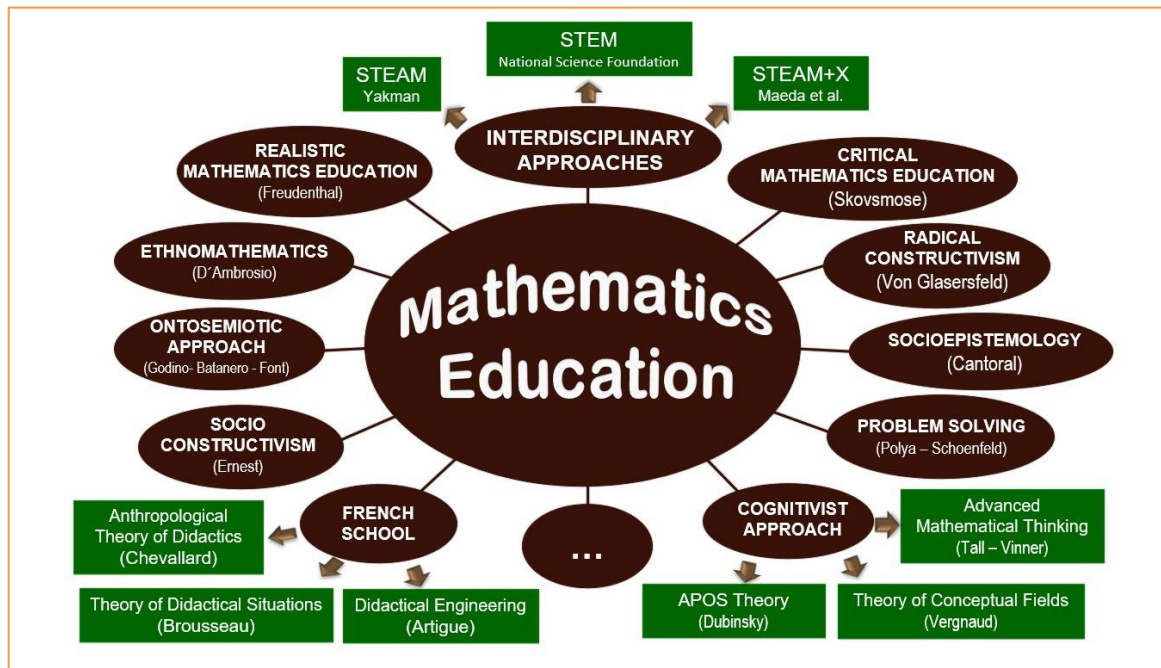 STEM
National Science Foundation
STEAM
Yakman
STEAM+X
Maeda et al.
INTERDISCIPLINARY
APPROACHES
REALISTIC
MATHEMATICS EDUCATION
(Freudenthal)
CRITICAL
MATHEMATICS EDUCATION
(Skovsmose)
ETHNOMATHEMATICS
(D´Ambrosio)
RADICAL
CONSTRUCTIVISM
(Von Glasersfeld)
Mathematics
Education
ONTOSEMIOTIC
APPROACH
(Godino- Batanero - Font)
SOCIOEPISTEMOLOGY
(Cantoral)
SOCIO
CONSTRUCTIVISM
(Ernest)
PROBLEM SOLVING
(Polya – Schoenfeld)
FRENCH
SCHOOL
...
COGNITIVIST
APPROACH
Anthropological
Theory of Didactics
(Chevallard)
Advanced
Mathematical Thinking
(Tall – Vinner)
Theory of Didactical Situations
(Brousseau)
Didactical Engineering
(Artigue)
APOS Theory
(Dubinsky)
Theory of Conceptual Fields
(Vergnaud)